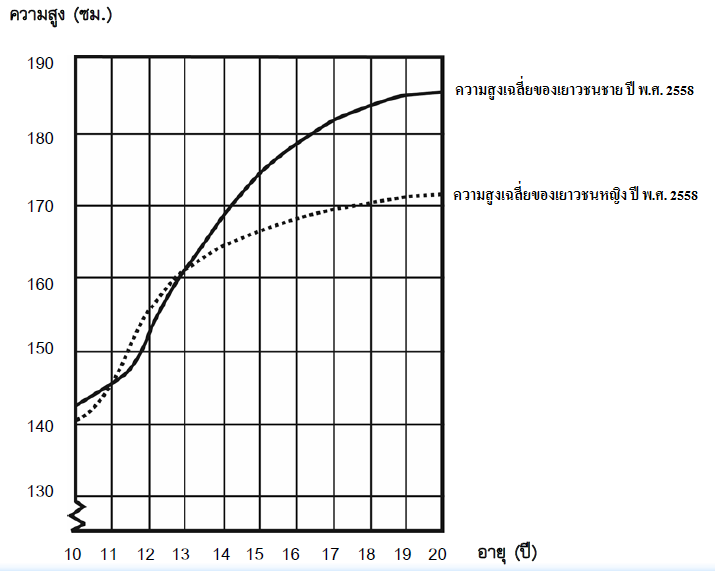 ความสูง (ซม.)
190
180
170
160
150
140
130
ความสูงเฉลี่ยของเยาวชนชาย ปี พ.ศ. 2558
ความสูงเฉลี่ยของเยาวชนหญิง ปี พ.ศ. 2558
10 11 12 13 14 15 16 17 18 19 20 อายุ (ปี)